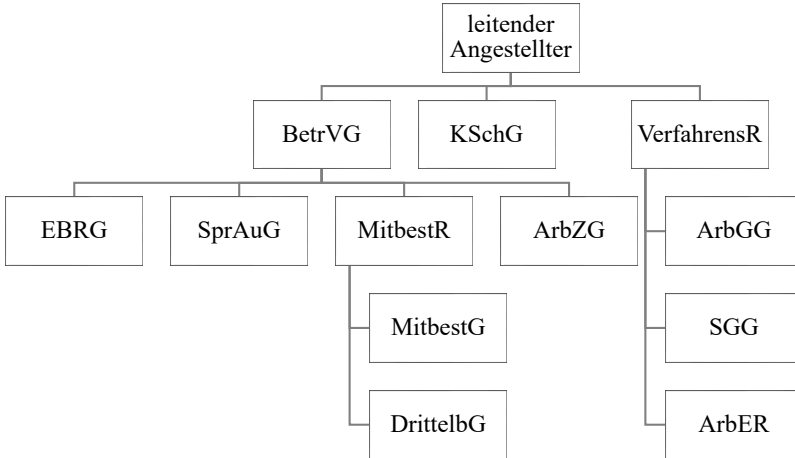 leitender
Angestellter
BetrVG
KSchG
VerfahrensR
EBRG
SprAuG
MitbestR
ArbZG
ArbGG
MitbestG
SGG
DrittelbG
ArbER